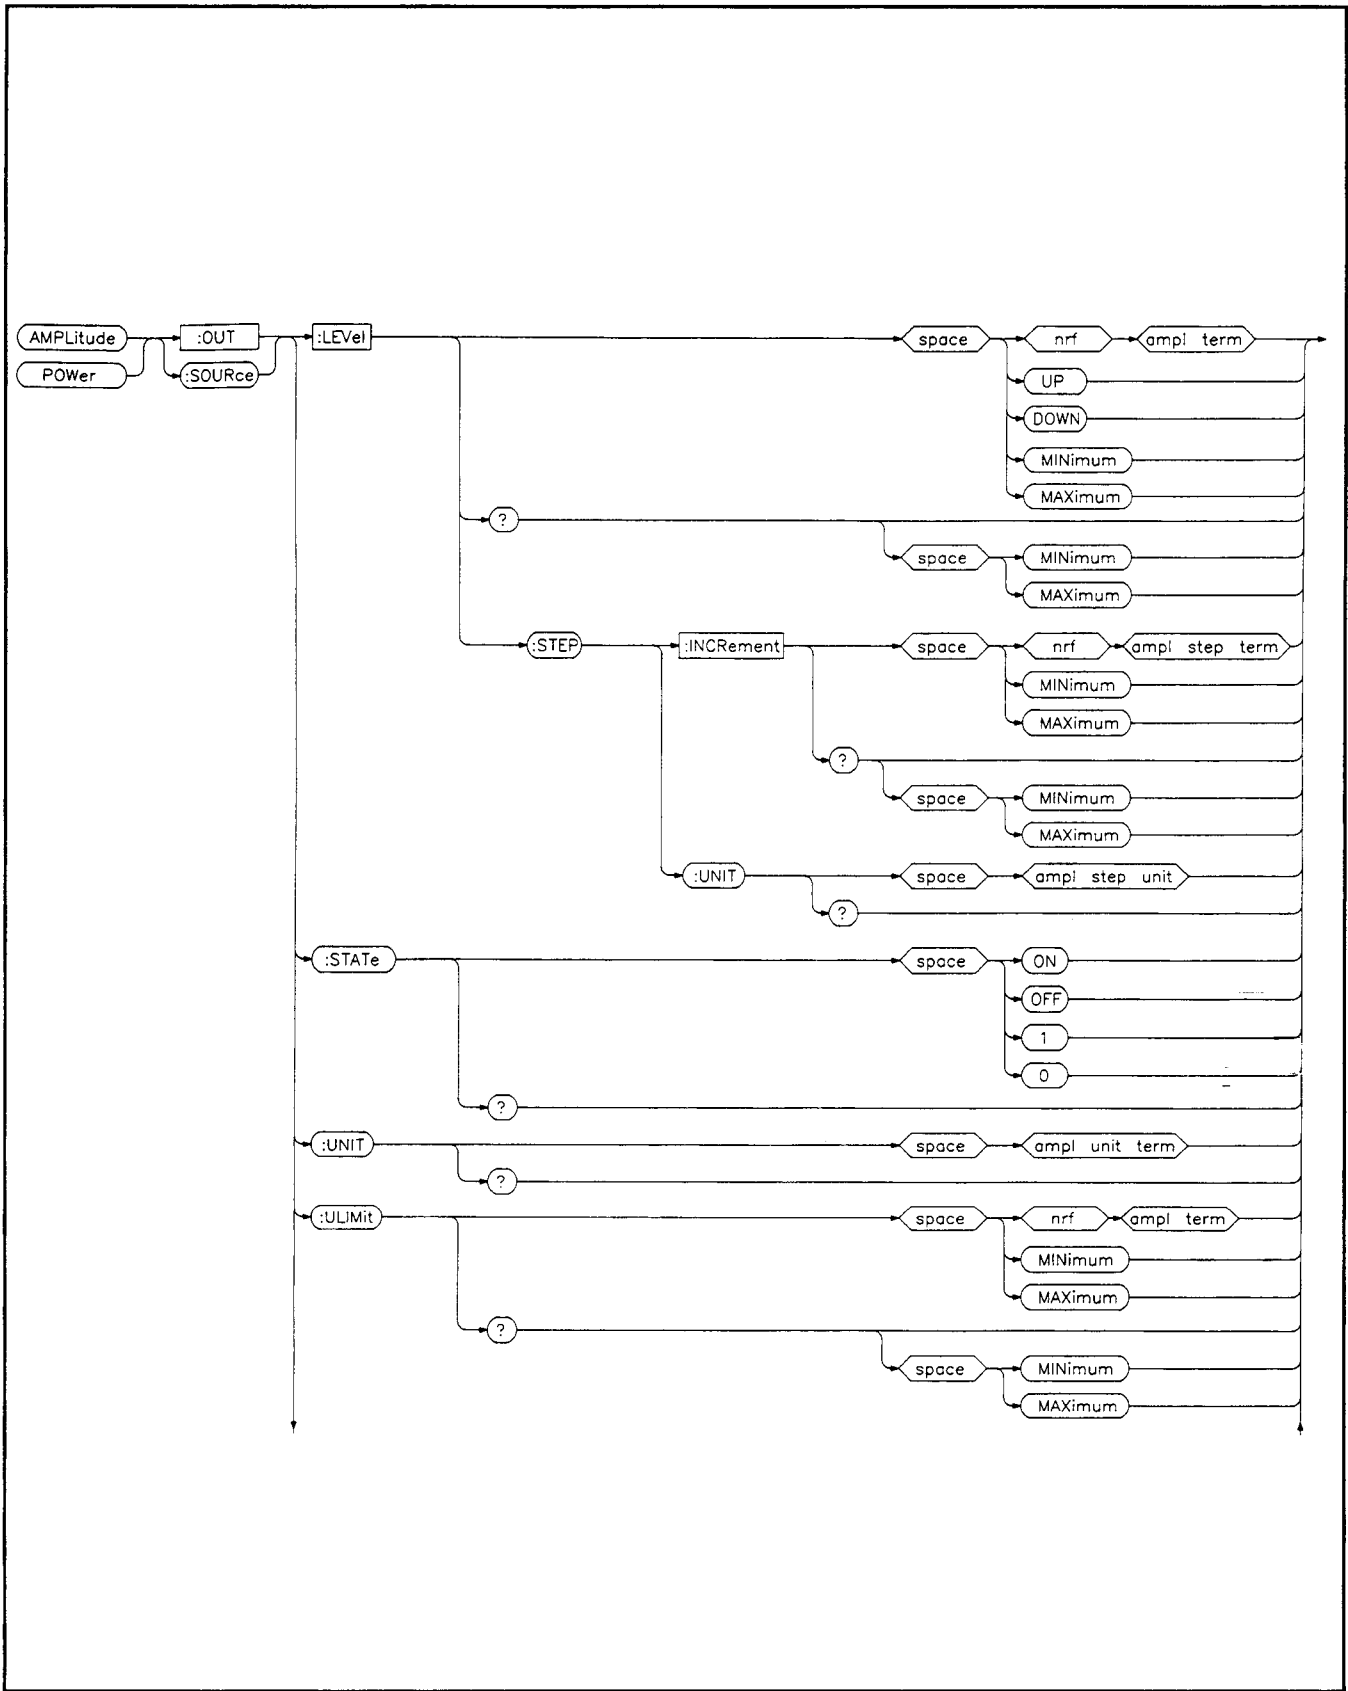 AMPLitude :OUT :LEVel space nrf ampl term
POWer :SOURce
UP
DOWN
MINimum
MAXimum
?
space MINimum
MAXimum
:STEP :INCRement space nrf ampl step term
MINimum
MAXimum
?
space MINimum
MAXimum
:UNIT space ampl step unit
?
:STATe space ON
OFF
1
0
?
:UNIT space ampl unit term
?
:ULIMit space nrf ampl term
MINimum
MAXimum
?
space MINimum
MAXimum